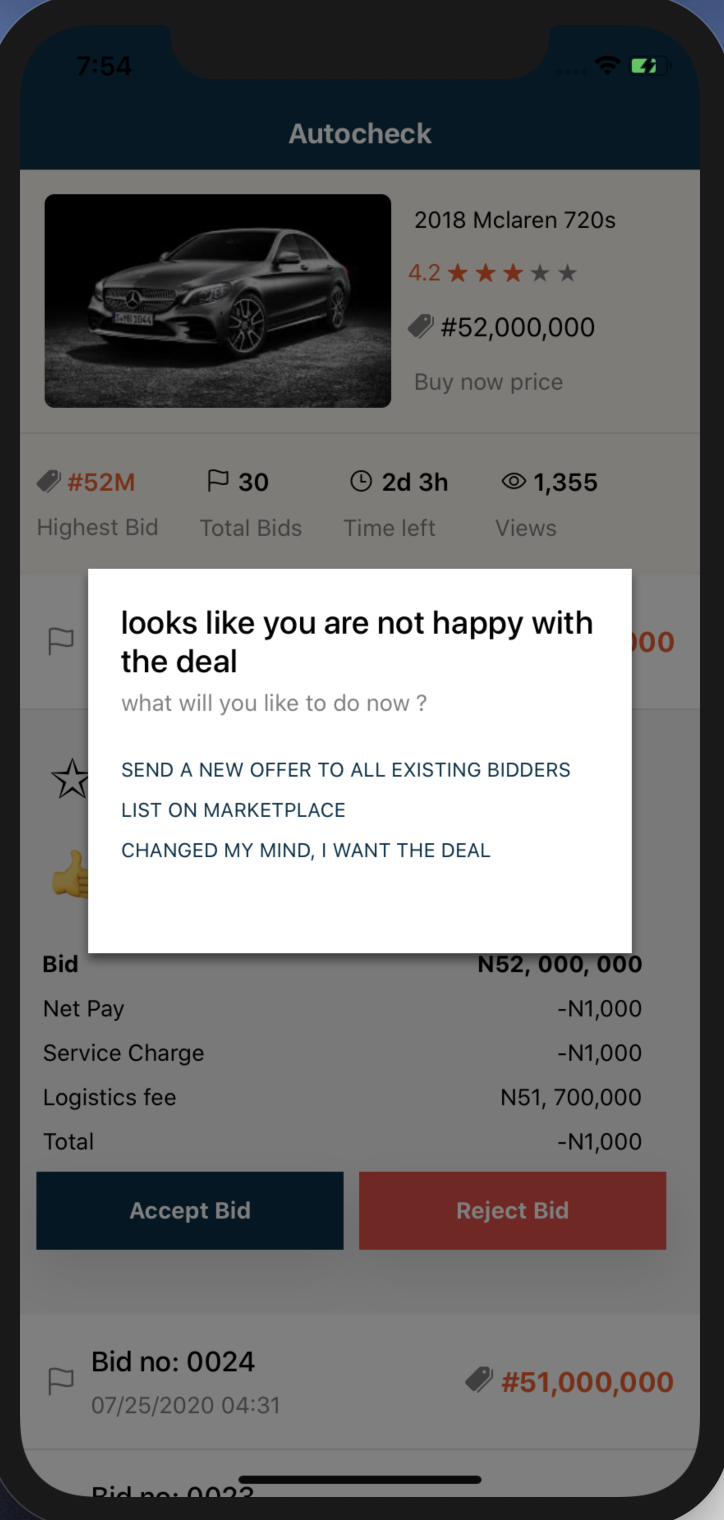 7:54
Autocheck
2018 Mclaren 720s
4.2
#52,000,000
Buy now price
#52M
30
2d 3h
1,355
Highest Bid
Total Bids
Time left
Views
looks like you are not happy with
the deal
what will you like to do now ?
SEND A NEW OFFER TO ALL EXISTING BIDDERS
LIST ON MARKETPLACE
CHANGED MY MIND, I WANT THE DEAL
Bid N52, 000, 000
Net Pay -N1,000
Service Charge -N1,000
Logistics fee N51, 700,000
Total -N1,000
Accept Bid
Reject Bid
Bid no: 0024
#51,000,000
07/25/2020 04:31
Bid no: 0023